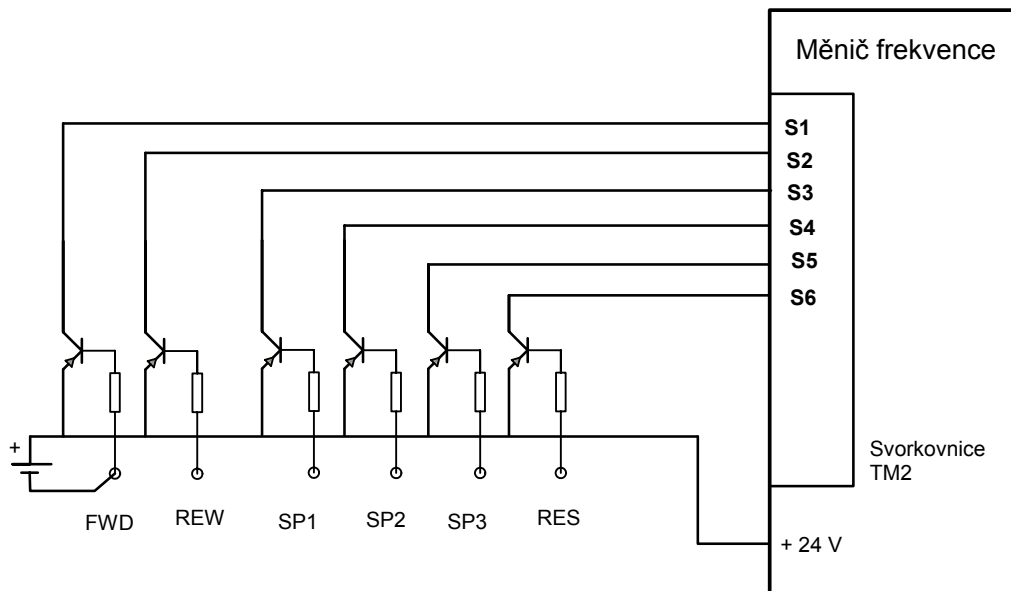 Měnič frekvence
S1
S2
S3
S4
S5
S6
+
Svorkovnice
TM2
FWD
REW
SP1
SP2
SP3
RES
+ 24 V